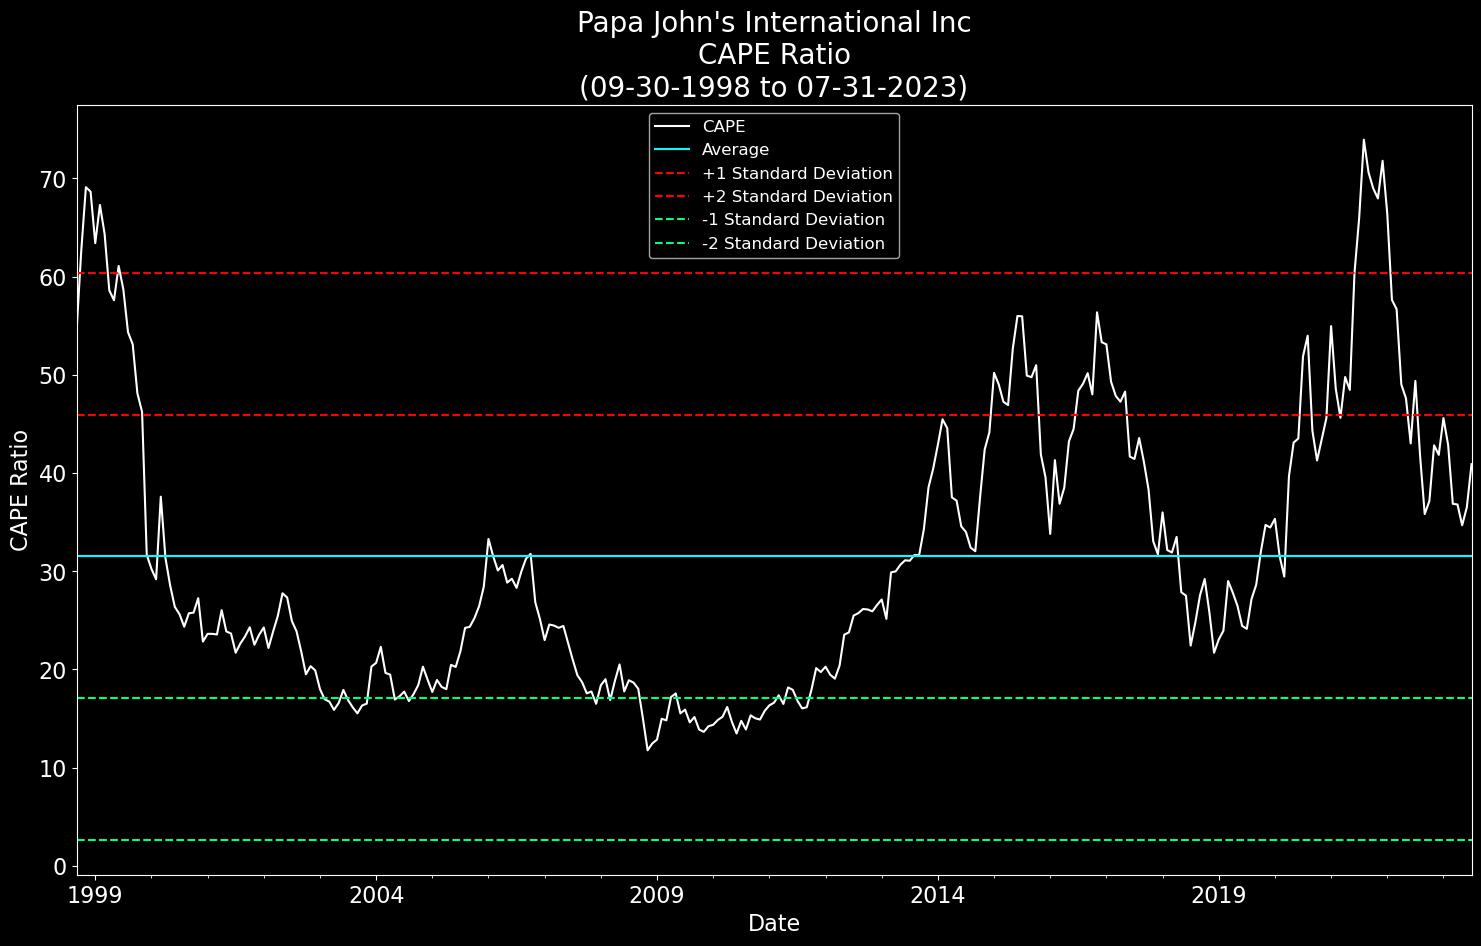 Papa John's International Inc
CAPE Ratio
(09-30-1998 to 07-31-2023)
CAPE
Average
+1 Standard Deviation
+2 Standard Deviation
-1 Standard Deviation
-2 Standard Deviation
CAPE Ratio
70
60
50
40
30
20
10
0
1999 2004 2009 2014 2019
Date